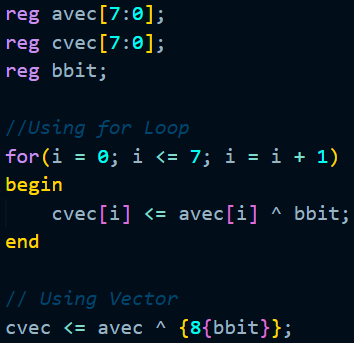 reg avec[7:0];
reg cvec[7:0];
reg bbit;
//Using for Loop
for(i = 0; i <= 7; i = i + 1)
begin
    cvec[i] <= avec[i] ^ bbit;
end
// Using Vector
cvec <= avec ^ {8{bbit}};